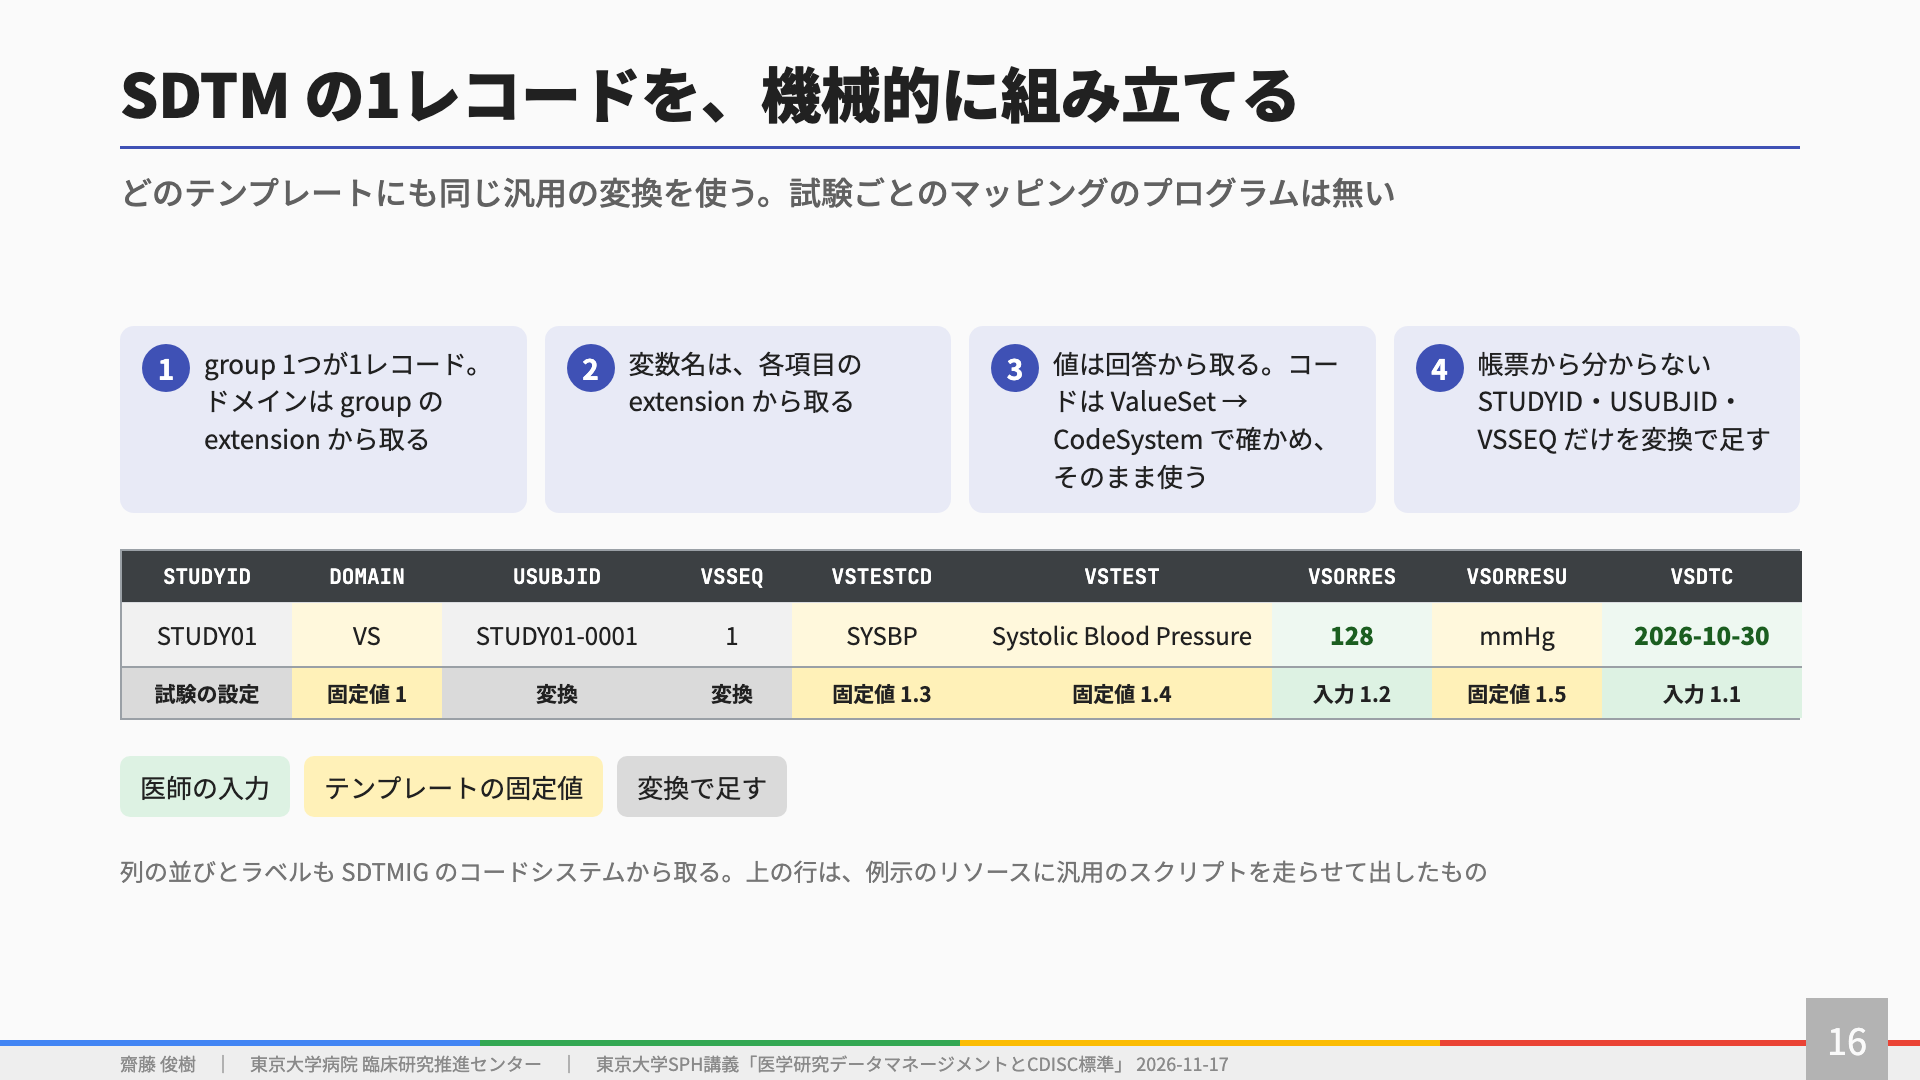 SDTM の1レコードを、機械的に組み立てる
どのテンプレートにも同じ汎用の変換を使う。試験ごとのマッピングのプログラムは無い
1
group 1つが1レコード。
ドメインは group の
extension から取る
2
変数名は、各項目の
extension から取る
3
値は回答から取る。コー
ドは ValueSet →
CodeSystem で確かめ、
そのまま使う
4
帳票から分からない
STUDYID・USUBJID・
VSSEQ だけを変換で足す
STUDYID DOMAIN USUBJID VSSEQ VSTESTCD VSTEST VSORRES VSORRESU VSDTC
STUDY01 VS STUDY01-0001 1 SYSBP Systolic Blood Pressure 128 mmHg 2026-10-30
試験の設定 固定値 1 変換 変換 固定値 1.3 固定値 1.4 入力 1.2 固定値 1.5 入力 1.1
医師の入力 テンプレートの固定値 変換で足す
列の並びとラベルも SDTMIG のコードシステムから取る。上の行は、例示のリソースに汎用のスクリプトを走らせて出したもの
齋藤 俊樹 ｜ 東京大学病院 臨床研究推進センター ｜ 東京大学SPH講義「医学研究データマネージメントとCDISC標準」 2026-11-17
16